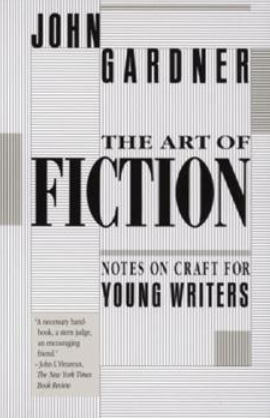 JOHN
GARDNER
THE ART OF
FICTION
NOTES ON CRAFT FOR
YOUNG WRITERS
"A necessary hand-
book, a stern judge,
an encouraging
friend."
– John L'Heureux,
The New York Times
Book Review